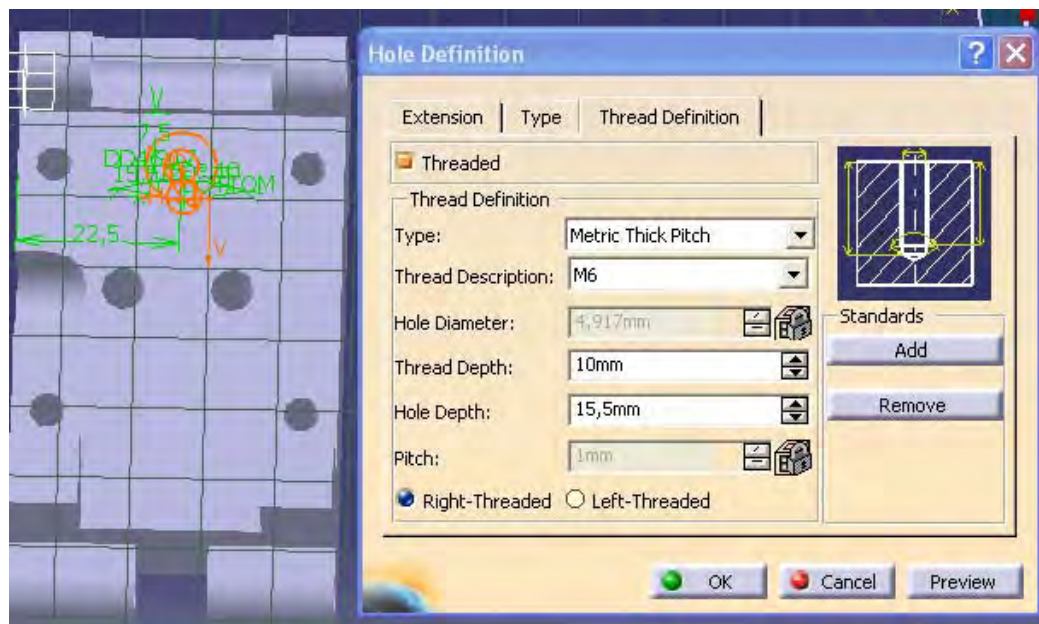 Hole Definition
Extension Type Thread Definition
Threaded
Thread Definition
Type: Metric Thick Pitch
Thread Description: M6
Hole Diameter: 4,917mm
Thread Depth: 10mm
Hole Depth: 15,5mm
Pitch: 1mm
Right-Threaded Left-Threaded
Standards
Add
Remove
OK Cancel Preview
V
7,5
22,5
V